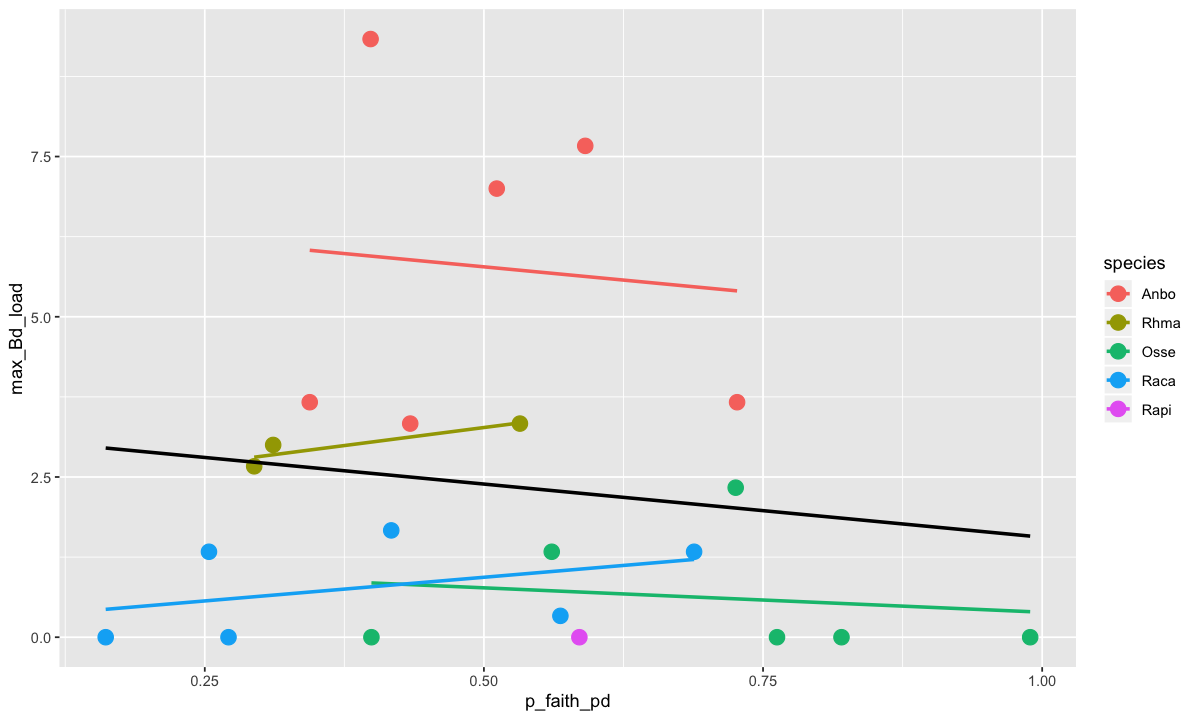 max_Bd_load
7.5
5.0
2.5
0.0
0.25
0.50
0.75
1.00
p_faith_pd
species
Anbo
Rhma
Osse
Raca
Rapi